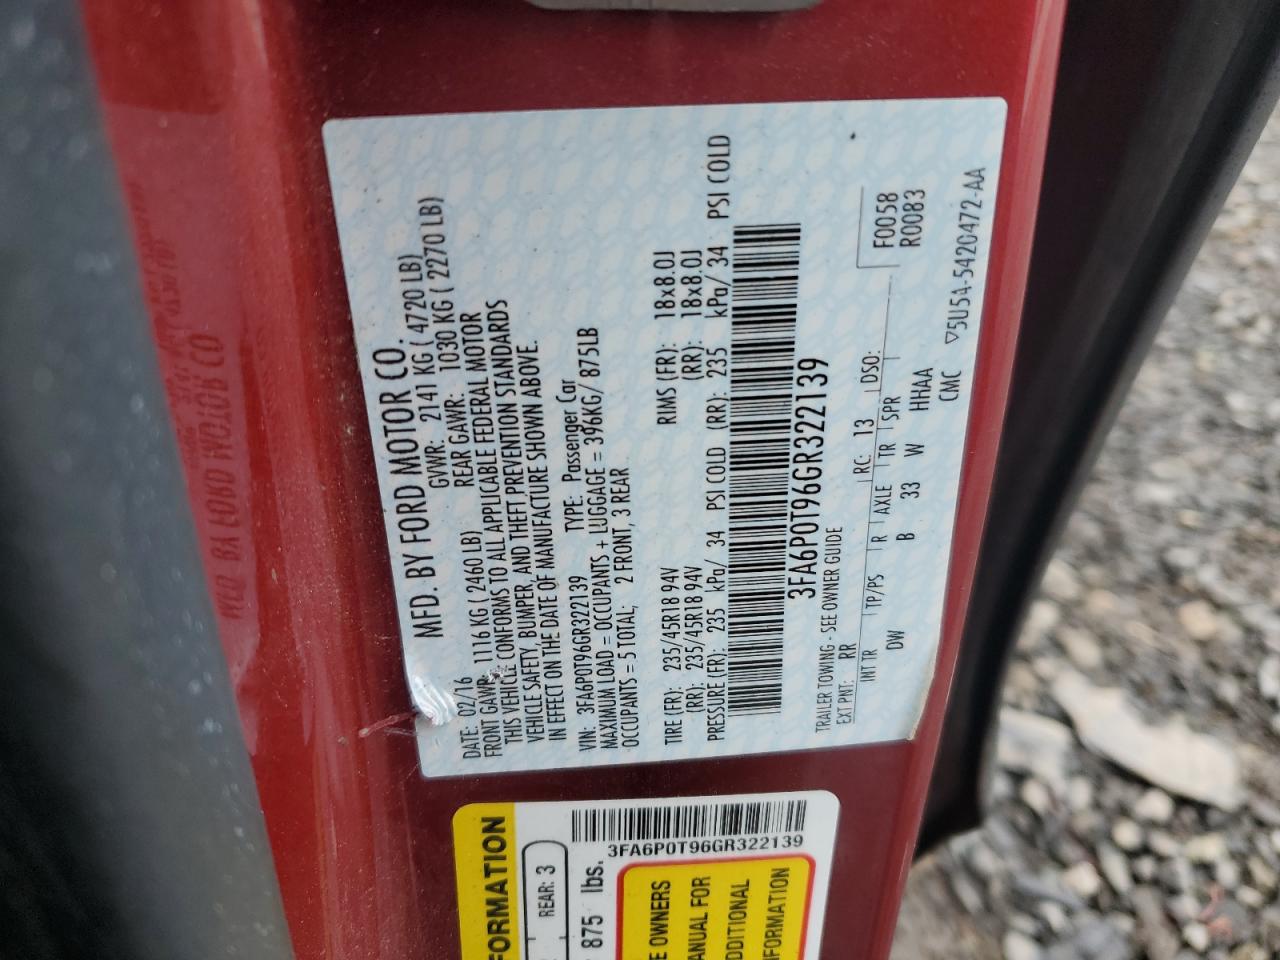 MFD. BY FORD MOTOR CO.
DATE: 02/16 GVWR: 2141 KG ( 4720 LB)
FRONT GAWR: 1116 KG ( 2460 LB) REAR GAWR: 1030 KG ( 2270 LB)
THIS VEHICLE CONFORMS TO ALL APPLICABLE FEDERAL MOTOR
VEHICLE SAFETY, BUMPER, AND THEFT PREVENTION STANDARDS
IN EFFECT ON THE DATE OF MANUFACTURE SHOWN ABOVE.
VIN: 3FA6P0T96GR322139 TYPE: Passenger Car
MAXIMUM LOAD = OCCUPANTS + LUGGAGE = 396KG/ 875LB
OCCUPANTS = 5 TOTAL; 2 FRONT, 3 REAR
TIRE (FR): 235/45R18 94V RIMS (FR): 18x8.0J
(RR): 235/45R18 94V (RR): 18x8.0J
PRESSURE (FR): 235 kPa/ 34 PSI COLD (RR): 235 kPa/ 34 PSI COLD
3FA6P0T96GR322139
TRAILER TOWING - SEE OWNER GUIDE
EXT PNT: RR RC: 13 DSO: F0058
R0083
INT TR TP/PS R AXLE TR SPR
DW B 33 W HHAA
CMC
5U5A-5420472-AA
3FA6P0T96GR322139
FORMATION
REAR: 3
875 lbs.
E OWNERS
ANUAL FOR
DDITIONAL
NFORMATION